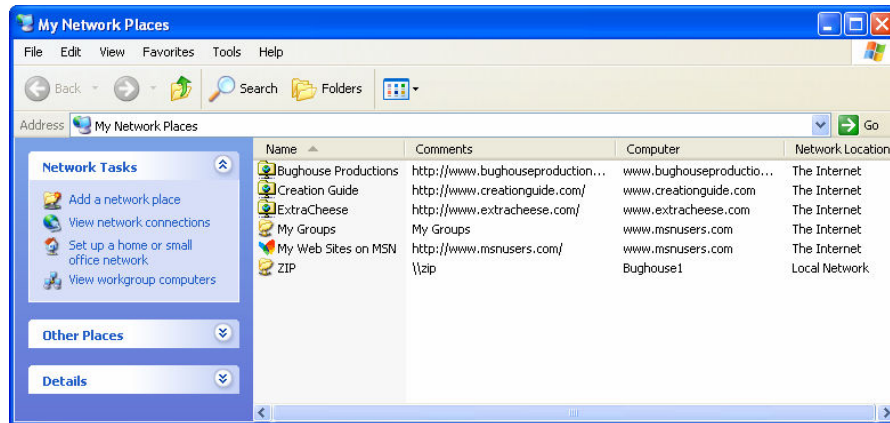 My Network Places
File Edit View Favorites Tools Help
Back Search Folders
Address My Network Places Go
Name Comments Computer Network Location
Network Tasks
Add a network place
View network connections
Set up a home or small
office network
View workgroup computers
Other Places
Details
Bughouse Productions http://www.bughouseproduction... www.bughouseproductio... The Internet
Creation Guide http://www.creationguide.com/ www.creationguide.com The Internet
ExtraCheese http://www.extracheese.com/ www.extracheese.com The Internet
My Groups My Groups www.msnusers.com The Internet
My Web Sites on MSN http://www.msnusers.com/ www.msnusers.com The Internet
ZIP \\zip Bughouse1 Local Network